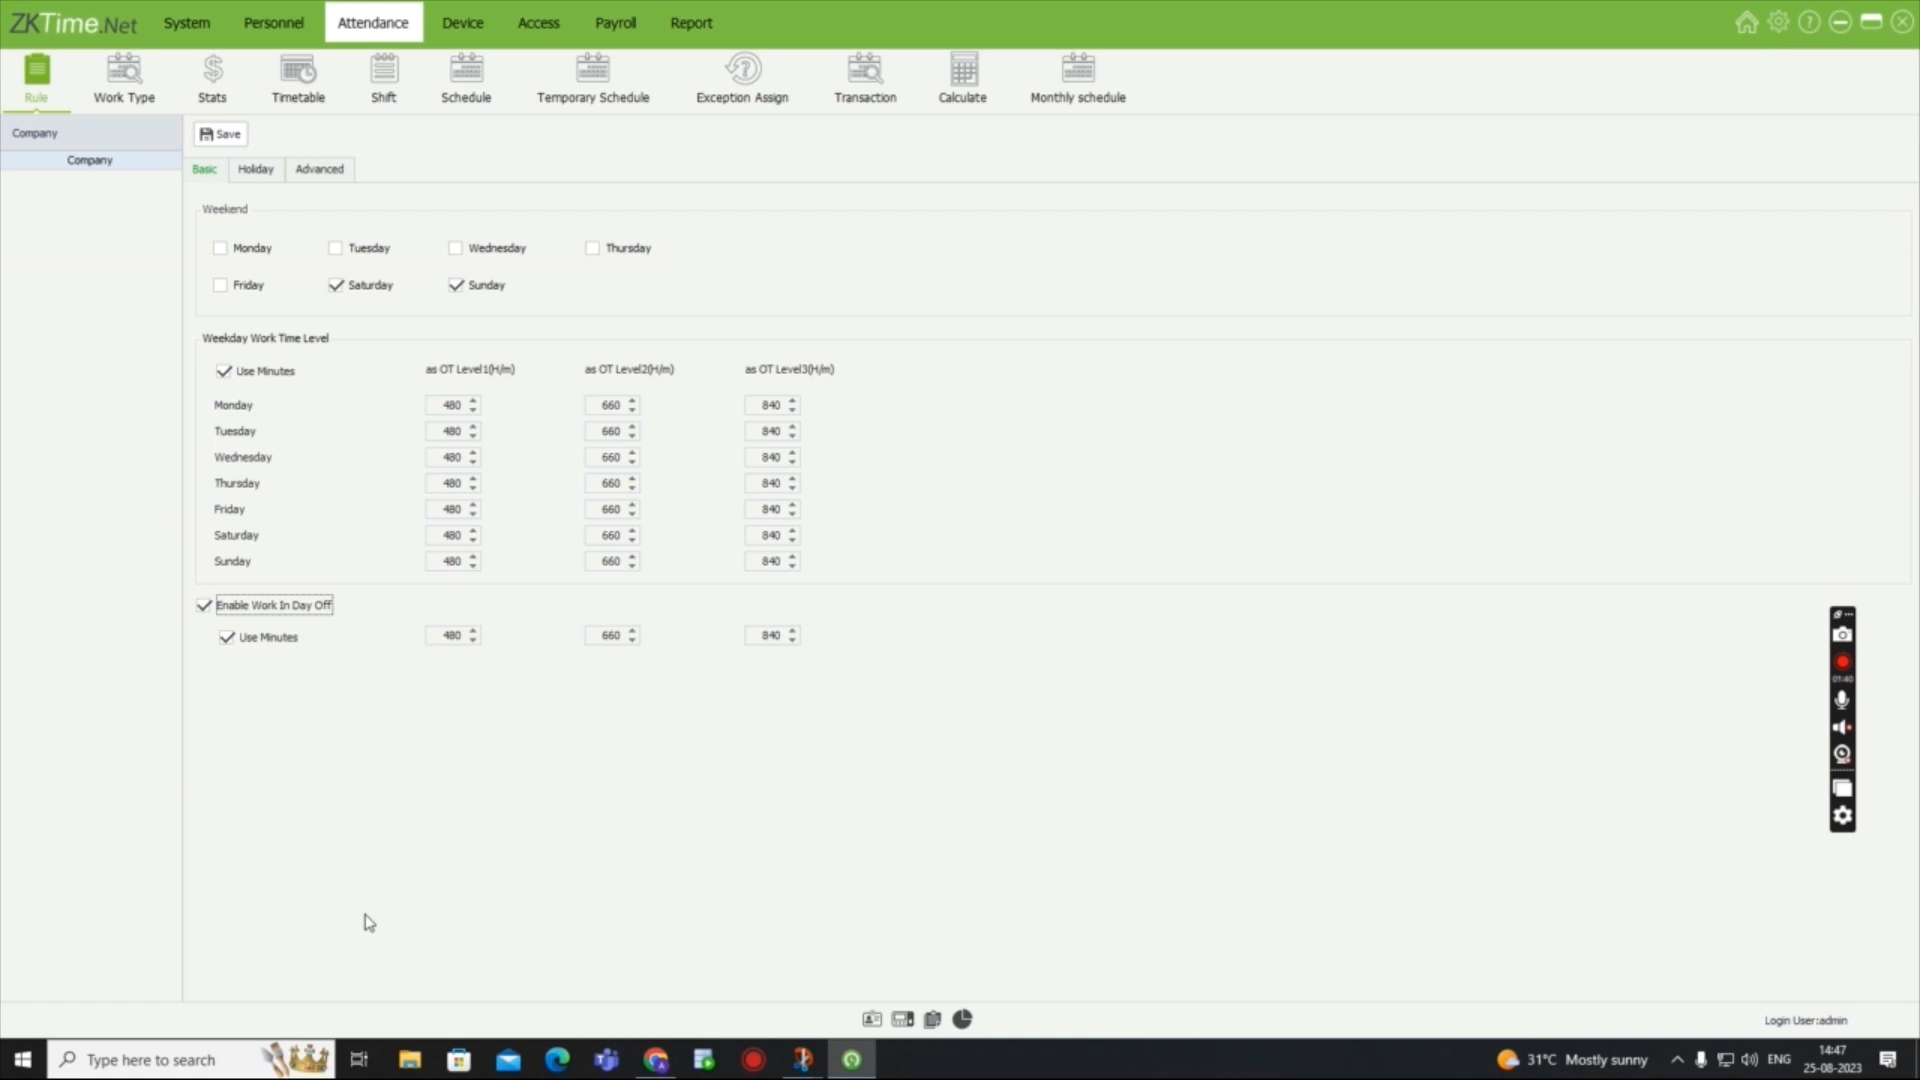 ZKTime.Net System Personnel Attendance Device Access Payroll Report
Rule Work Type Stats Timetable Shift Schedule Temporary Schedule Exception Assign Transaction Calculate Monthly schedule
Company
Company
Save
Basic Holiday Advanced
Weekend
Monday Tuesday Wednesday Thursday
Friday Saturday Sunday
Weekday Work Time Level
Use Minutes as OT Level1(H/m) as OT Level2(H/m) as OT Level3(H/m)
Monday 480 660 840
Tuesday 480 660 840
Wednesday 480 660 840
Thursday 480 660 840
Friday 480 660 840
Saturday 480 660 840
Sunday 480 660 840
Enable Work In Day Off
Use Minutes 480 660 840
01:40
Login User:admin
Type here to search
31°C Mostly sunny
ENG
14:47
25-08-2023